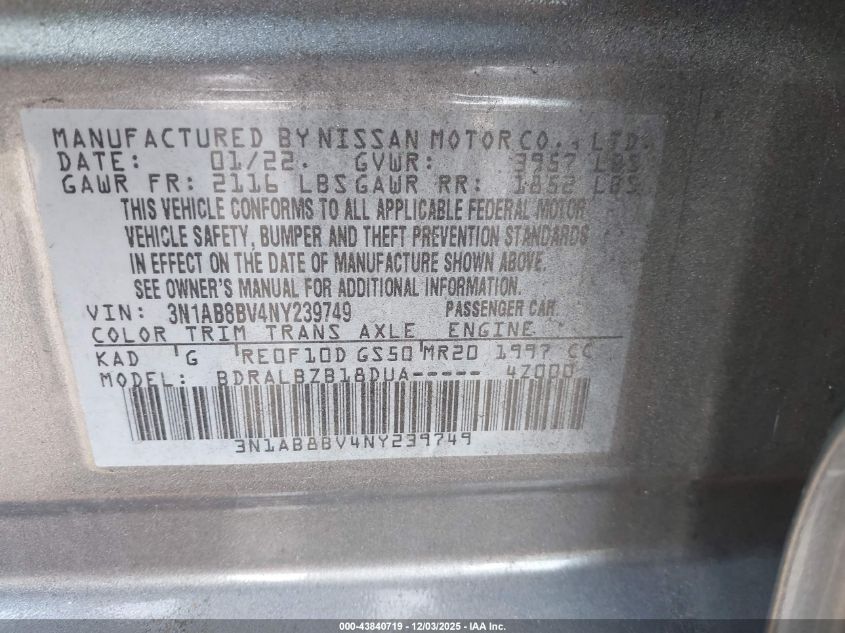 MANUFACTURED BY NISSAN MOTOR CO., LTD.
DATE: 01/22. GVWR: 3957 LBS
GAWR FR: 2116 LBS GAWR RR: 1852 LBS
THIS VEHICLE CONFORMS TO ALL APPLICABLE FEDERAL MOTOR
VEHICLE SAFETY, BUMPER AND THEFT PREVENTION STANDARDS
IN EFFECT ON THE DATE OF MANUFACTURE SHOWN ABOVE.
SEE OWNER'S MANUAL FOR ADDITIONAL INFORMATION.
VIN: 3N1AB8BV4NY239749 PASSENGER CAR
COLOR TRIM TRANS AXLE ENGINE
KAD G RE0F10D GS50 MR20 1997 CC
MODEL: BDRALBZB18DUA----- 4Z000
3N1AB8BV4NY239749
000-43840719 - 12/03/2025 - IAA Inc.